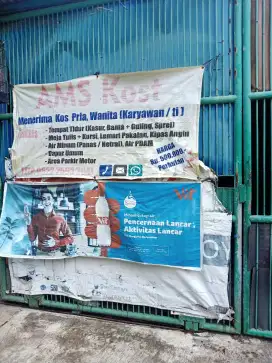 AMS Kost
Menerima Kos Pria, Wanita (Karyawan / ti)
- Tempat Tidur (Kasur, Bantal + Guling, Sprei)
- Meja Tulis + Kursi, Lemari Pakaian, Kipas Angin
- Air Minum (Panas / Netral), Air PDAM
- Dapur Umum
- Area Parkir Motor
HARGA
Rp. 500.000,-
Perbulan
Pencernaan Lancar,
Aktivitas Lancar